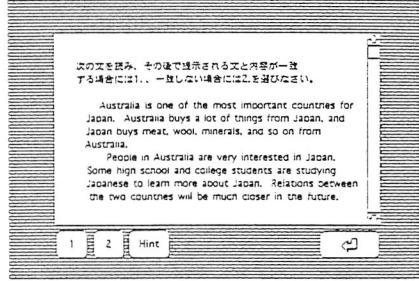 次の文を読み、その後で提示される文と内容が一致
する場合には1.、一致しない場合には2.を選びなさい。
Australia is one of the most important countries for
Japan. Australia buys a lot of things from Japan, and
Japan buys meat, wool, minerals, and so on from
Australia.
People in Australia are very interested in Japan.
Some high school and college students are studying
Japanese to learn more about Japan. Relations between
the two countries will be much closer in the future.
1 2 Hint